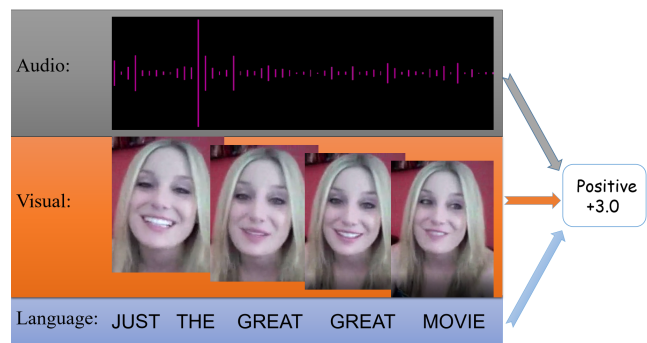 Audio:
Visual:
Positive
+3.0
Language: JUST THE GREAT GREAT MOVIE